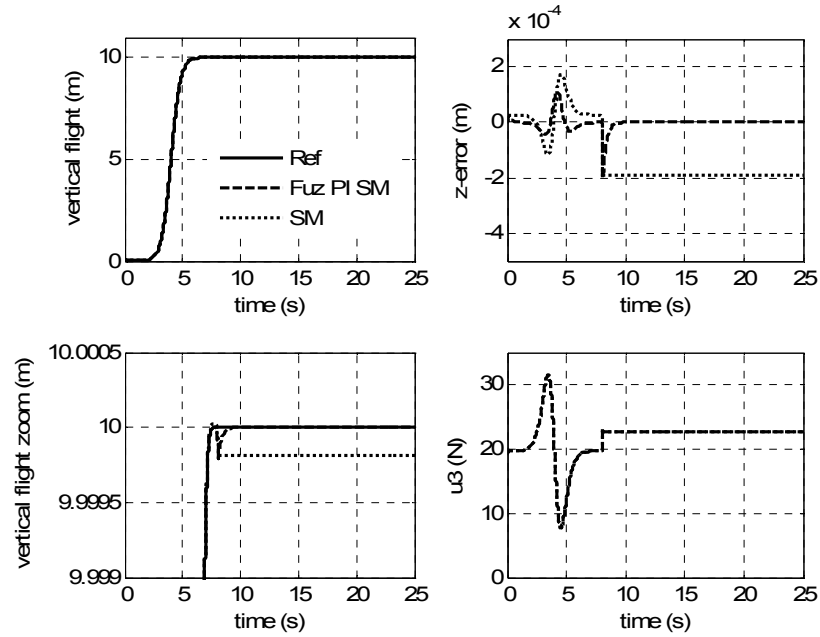 vertical flight (m)
10
5
0
0 5 10 15 20 25
time (s)
Ref
Fuz PI SM
SM
x 10-4
z-error (m)
2
0
-2
-4
0 5 10 15 20 25
time (s)
vertical flight zoom (m)
10.0005
10
9.9995
9.999
0 5 10 15 20 25
time (s)
u3 (N)
30
20
10
0
0 5 10 15 20 25
time (s)